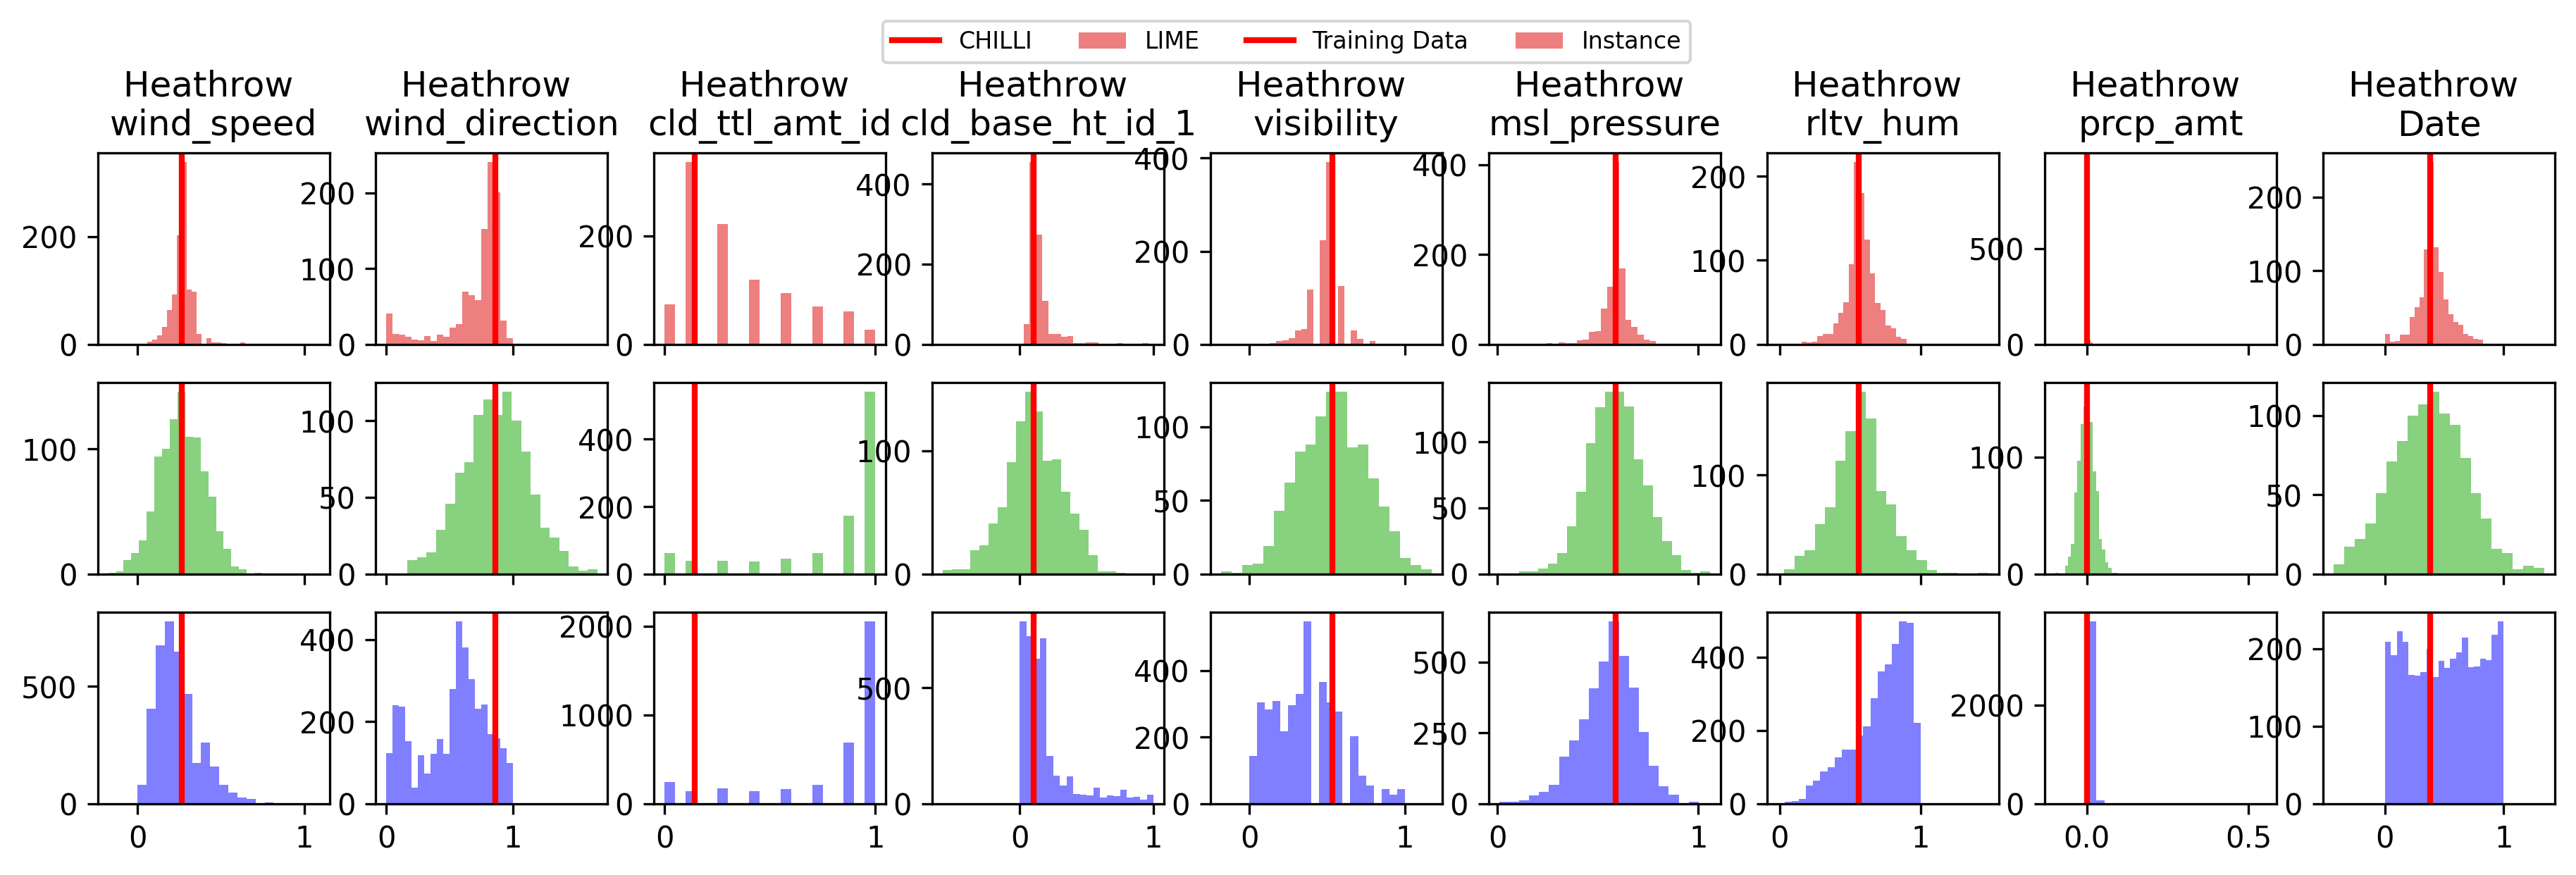 CHILLI LIME Training Data Instance
Heathrow Heathrow Heathrow Heathrow Heathrow Heathrow Heathrow Heathrow Heathrow
wind_speed wind_direction cld_ttl_amt_id cld_base_ht_id_1 visibility msl_pressure rltv_hum prcp_amt Date
200 0
200 100 0
200 0
400 200 0
400 200 0
400 200 0
200 100 0
500 0
200 100 0
100 0
100 50 0
400 200 0
100 0
100 50 0
100 50 0
100 0
100 0
100 50 0
500 0
400 200 0
2000 1000 0
500 0
400 200 0
500 250 0
400 200 0
2000 0
200 100 0
0 1 0 1 0 1 0 1 0 1 0 1 0 1 0.0 0.5 0 1